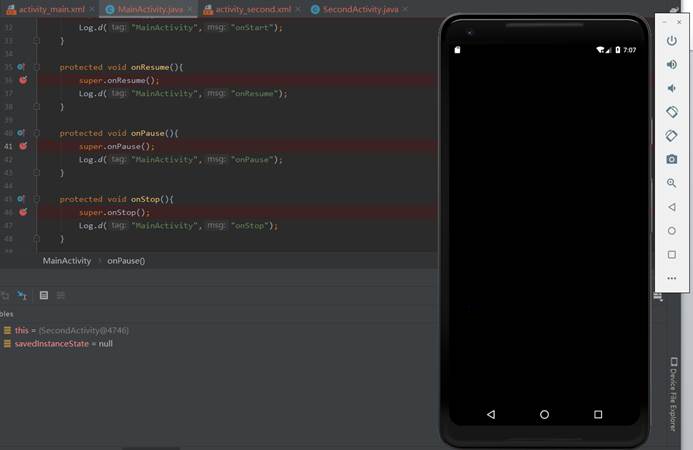 activity_main.xml × MainActivity.java × activity_second.xml × SecondActivity.java ×
32 Log.d( tag: "MainActivity", msg: "onStart");
33 }
34
35 protected void onResume(){
36 super.onResume();
37 Log.d( tag: "MainActivity", msg: "onResume");
38 }
39
40 protected void onPause(){
41 super.onPause();
42 Log.d( tag: "MainActivity", msg: "onPause");
43 }
44
45 protected void onStop(){
46 super.onStop();
47 Log.d( tag: "MainActivity", msg: "onStop");
48 }
MainActivity › onPause()
bles
this = {SecondActivity@4746}
savedInstanceState = null
7:07
Device File Explorer